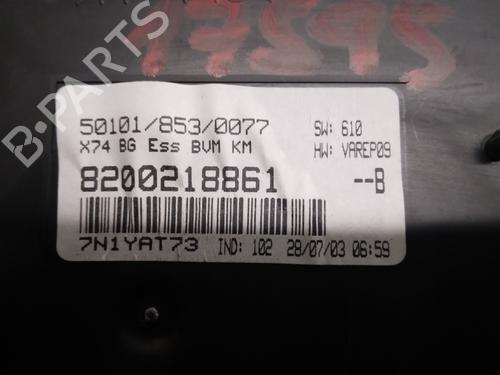 17595
50101/853/0077
SW: 610
X74 BG Ess BVM KM
HW: VAREP09
8200218861
--B
7N1YAT73
IND: 102 28/07/03 06:59